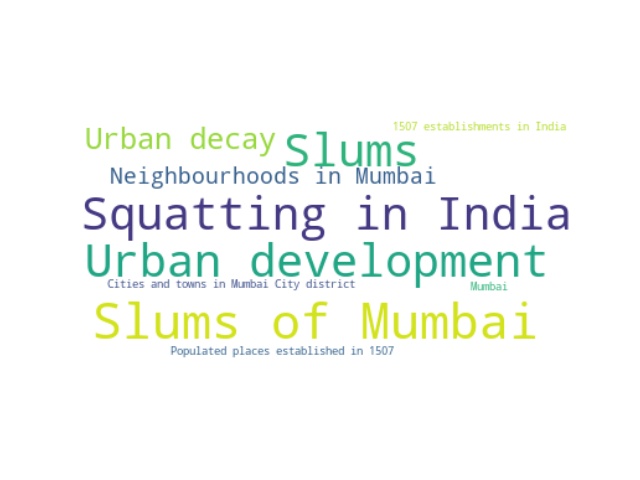 1507 establishments in India
Urban decay
Slums
Neighbourhoods in Mumbai
Squatting in India
Urban development
Cities and towns in Mumbai City district
Mumbai
Slums of Mumbai
Populated places established in 1507